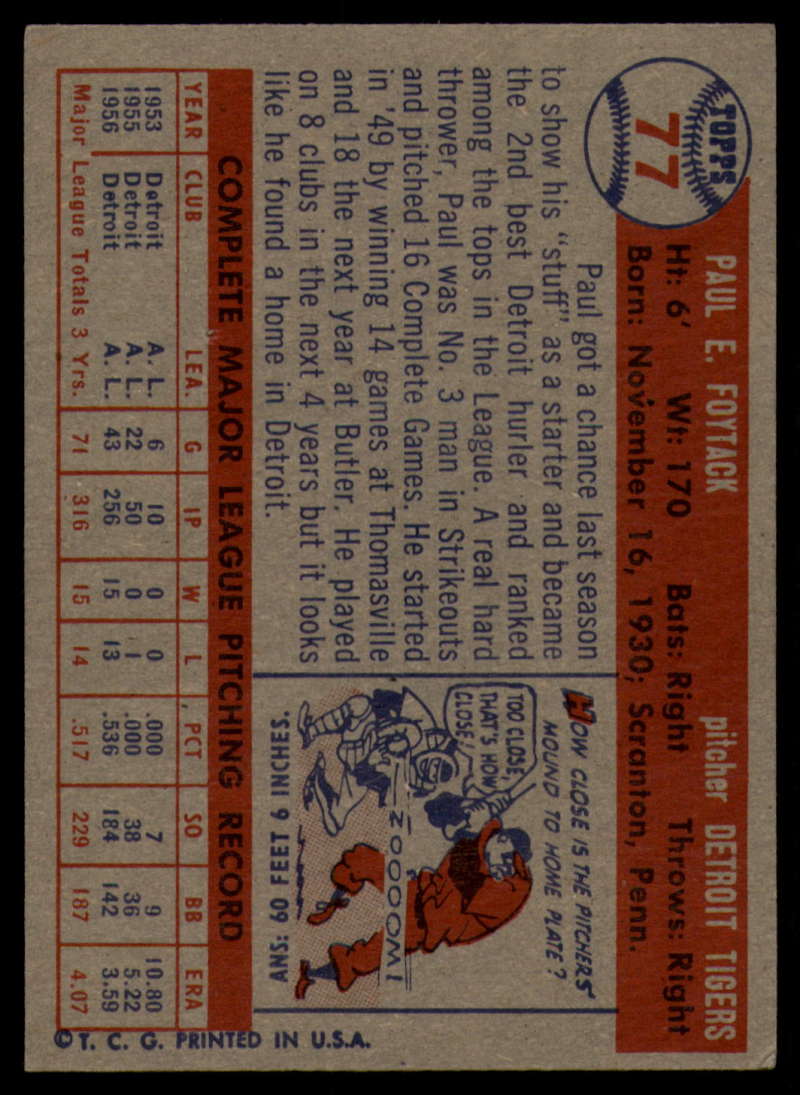 TOPPS
77
PAUL E. FOYTACK pitcher DETROIT TIGERS
Ht: 6' Wt: 170 Bats: Right Throws: Right
Born: November 16, 1930; Scranton, Penn.
Paul got a chance last season
to show his "stuff" as a starter and became
the 2nd best Detroit hurler and ranked
among the tops in the League. A real hard
thrower, Paul was No. 3 man in Strikeouts
and pitched 16 Complete Games. He started
in '49 by winning 14 games at Thomasville
and 18 the next year at Butler. He played
on 8 clubs in the next 4 years but it looks
like he found a home in Detroit.
HOW CLOSE IS THE PITCHERS'
MOUND TO HOME PLATE?
TOO CLOSE,
THAT'S HOW
CLOSE!
ZOOOOM!
ANS: 60 FEET 6 INCHES.
COMPLETE MAJOR LEAGUE PITCHING RECORD
YEAR CLUB LEA. G IP W L PCT SO BB ERA
1953 Detroit A. L. 6 10 0 0 .000 7 9 10.80
1955 Detroit A. L. 22 50 0 1 .000 38 36 5.22
1956 Detroit A. L. 43 256 15 13 .536 184 142 3.59
Major League Totals 3 Yrs. 71 316 15 14 .517 229 187 4.07
© T. C. G. PRINTED IN U.S.A.